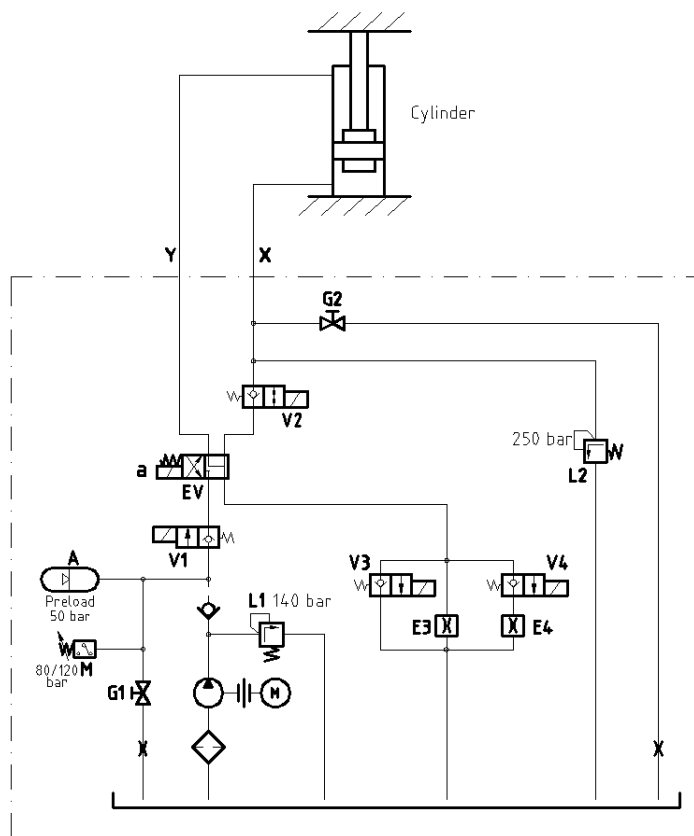 Cylinder
Y
X
G2
V2
250 bar
L2
a
EV
V1
A
Preload
50 bar
V3
V4
L1 140 bar
E3
E4
80/120 M
bar
G1
M
X
X